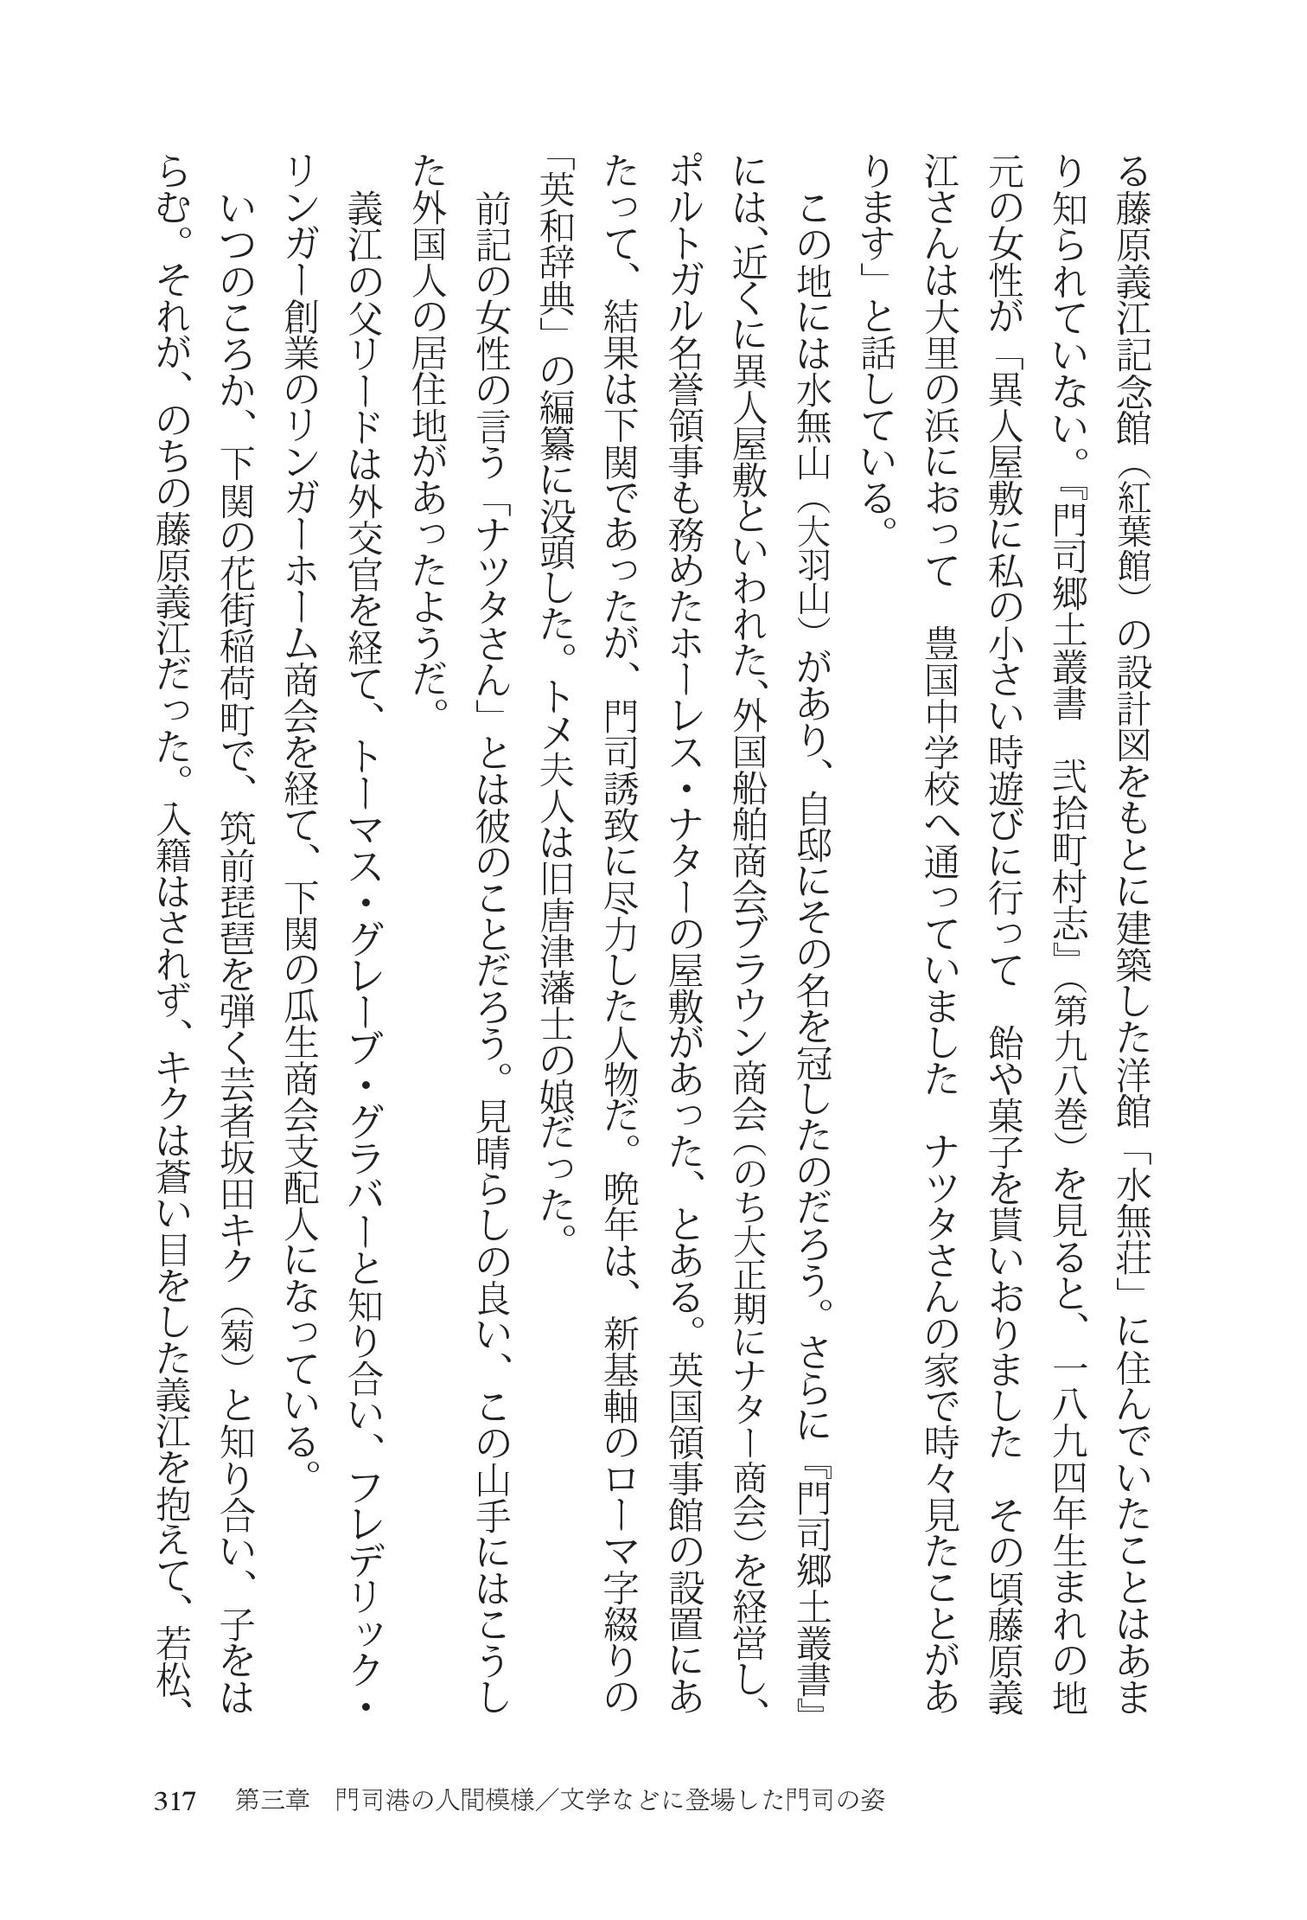 る藤原義江記念館（紅葉館）の設計図をもとに建築した洋館「水無荘」に住んでいたことはあま
り知られていない。『門司郷土叢書　弐拾町村志』（第九八巻）を見ると、一八九四年生まれの地
元の女性が「異人屋敷に私の小さい時遊びに行って　飴や菓子を貰いおりました　その頃藤原義
江さんは大里の浜におって　豊国中学校へ通っていました　ナツタさんの家で時々見たことがあ
ります」と話している。
　この地には水無山（大羽山）があり、自邸にその名を冠したのだろう。さらに『門司郷土叢書』
には、近くに異人屋敷といわれた、外国船舶商会ブラウン商会（のち大正期にナター商会）を経営し、
ポルトガル名誉領事も務めたホーレス・ナターの屋敷があった、とある。英国領事館の設置にあ
たって、結果は下関であったが、門司誘致に尽力した人物だ。晩年は、新基軸のローマ字綴りの
「英和辞典」の編纂に没頭した。トメ夫人は旧唐津藩士の娘だった。
　前記の女性の言う「ナツタさん」とは彼のことだろう。見晴らしの良い、この山手にはこうし
た外国人の居住地があったようだ。
　義江の父リードは外交官を経て、トーマス・グレーブ・グラバーと知り合い、フレデリック・
リンガー創業のリンガーホーム商会を経て、下関の瓜生商会支配人になっている。
　いつのころか、下関の花街稲荷町で、筑前琵琶を弾く芸者坂田キク（菊）と知り合い、子をは
らむ。それが、のちの藤原義江だった。入籍はされず、キクは蒼い目をした義江を抱えて、若松、
317　第三章　門司港の人間模様／文学などに登場した門司の姿